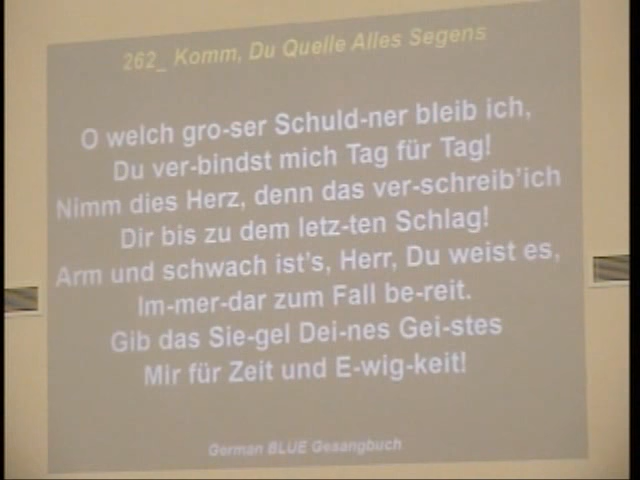 262_ Komm, Du Quelle Alles Segens
O welch gro-ser Schuld-ner bleib ich,
Du ver-bindst mich Tag für Tag!
Nimm dies Herz, denn das ver-schreib'ich
Dir bis zu dem letz-ten Schlag!
Arm und schwach ist's, Herr, Du weist es,
Im-mer-dar zum Fall be-reit.
Gib das Sie-gel Dei-nes Gei-stes
Mir für Zeit und E-wig-keit!
German BLUE Gesangbuch